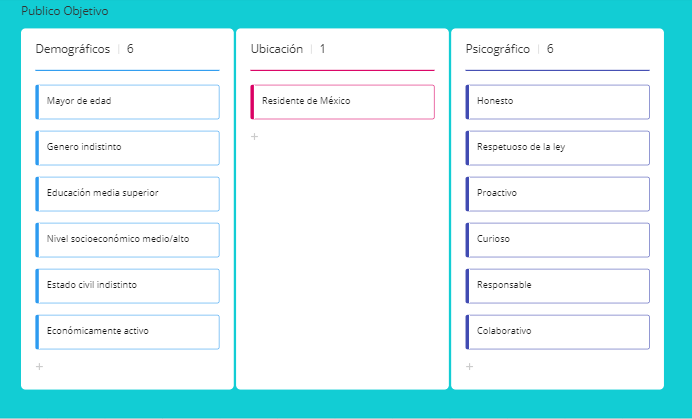 Publico Objetivo
Demográficos | 6
Mayor de edad
Genero indistinto
Educación media superior
Nivel socioeconómico medio/alto
Estado civil indistinto
Económicamente activo
+
Ubicación | 1
Residente de México
+
Psicográfico | 6
Honesto
Respetuoso de la ley
Proactivo
Curioso
Responsable
Colaborativo
+